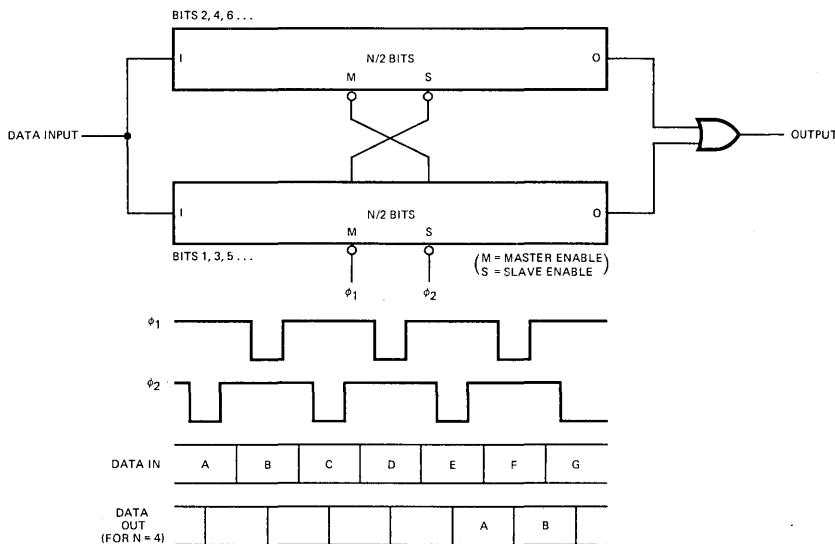 BITS 2, 4, 6 . . .
I N/2 BITS O
M S
DATA INPUT
OUTPUT
I N/2 BITS O
M S
BITS 1, 3, 5 . . .
(M = MASTER ENABLE
S = SLAVE ENABLE)
ϕ1 ϕ2
ϕ1
ϕ2
DATA IN A B C D E F G
DATA
OUT
(FOR N = 4)
A B